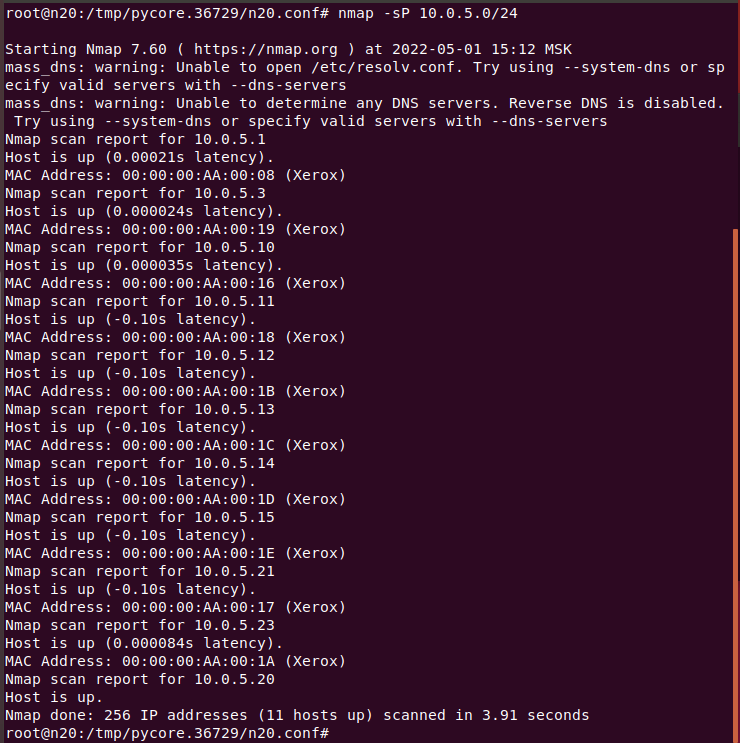 root@n20:/tmp/pycore.36729/n20.conf# nmap -sP 10.0.5.0/24
Starting Nmap 7.60 ( https://nmap.org ) at 2022-05-01 15:12 MSK
mass_dns: warning: Unable to open /etc/resolv.conf. Try using --system-dns or sp
ecify valid servers with --dns-servers
mass_dns: warning: Unable to determine any DNS servers. Reverse DNS is disabled.
 Try using --system-dns or specify valid servers with --dns-servers
Nmap scan report for 10.0.5.1
Host is up (0.00021s latency).
MAC Address: 00:00:00:AA:00:08 (Xerox)
Nmap scan report for 10.0.5.3
Host is up (0.000024s latency).
MAC Address: 00:00:00:AA:00:19 (Xerox)
Nmap scan report for 10.0.5.10
Host is up (0.000035s latency).
MAC Address: 00:00:00:AA:00:16 (Xerox)
Nmap scan report for 10.0.5.11
Host is up (-0.10s latency).
MAC Address: 00:00:00:AA:00:18 (Xerox)
Nmap scan report for 10.0.5.12
Host is up (-0.10s latency).
MAC Address: 00:00:00:AA:00:1B (Xerox)
Nmap scan report for 10.0.5.13
Host is up (-0.10s latency).
MAC Address: 00:00:00:AA:00:1C (Xerox)
Nmap scan report for 10.0.5.14
Host is up (-0.10s latency).
MAC Address: 00:00:00:AA:00:1D (Xerox)
Nmap scan report for 10.0.5.15
Host is up (-0.10s latency).
MAC Address: 00:00:00:AA:00:1E (Xerox)
Nmap scan report for 10.0.5.21
Host is up (-0.10s latency).
MAC Address: 00:00:00:AA:00:17 (Xerox)
Nmap scan report for 10.0.5.23
Host is up (0.000084s latency).
MAC Address: 00:00:00:AA:00:1A (Xerox)
Nmap scan report for 10.0.5.20
Host is up.
Nmap done: 256 IP addresses (11 hosts up) scanned in 3.91 seconds
root@n20:/tmp/pycore.36729/n20.conf#